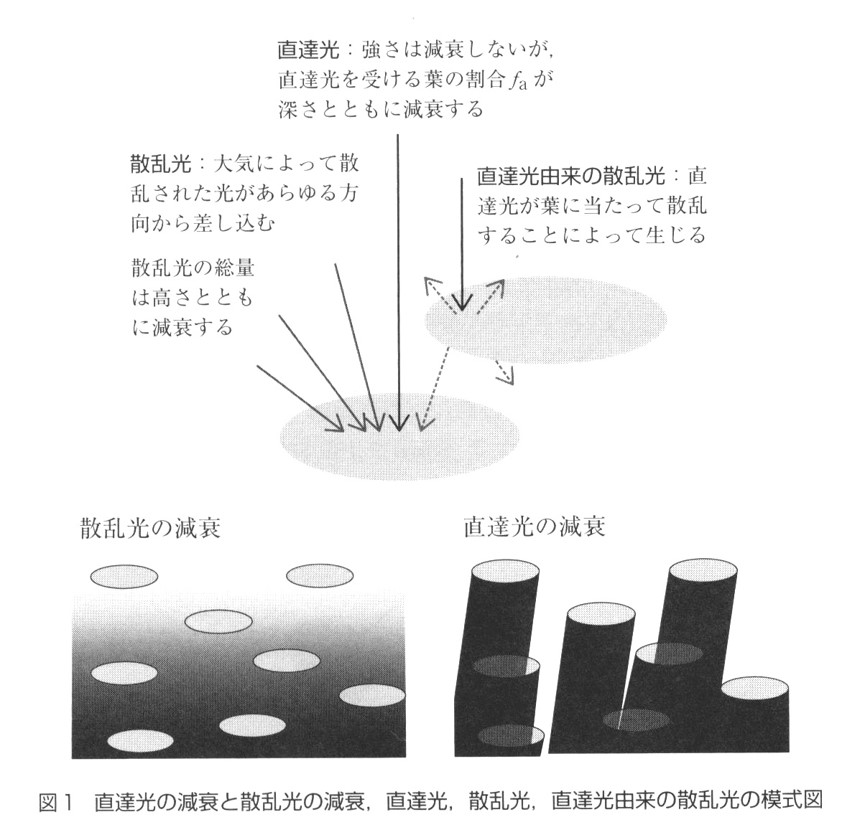 直達光：強さは減衰しないが,
直達光を受ける葉の割合 fa が
深さとともに減衰する
散乱光：大気によって散
乱された光があらゆる方
向から差し込む
散乱光の総量
は高さととも
に減衰する
直達光由来の散乱光：直
達光が葉に当たって散乱
することによって生じる
散乱光の減衰
直達光の減衰
図1 直達光の減衰と散乱光の減衰, 直達光, 散乱光, 直達光由来の散乱光の模式図